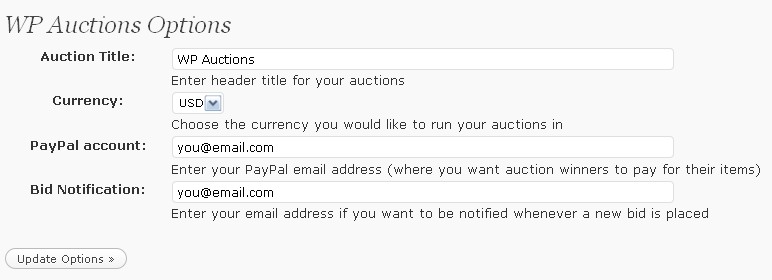 WP Auctions Options
Auction Title: WP Auctions
Enter header title for your auctions
Currency: USD
Choose the currency you would like to run your auctions in
PayPal account: you@email.com
Enter your PayPal email address (where you want auction winners to pay for their items)
Bid Notification: you@email.com
Enter your email address if you want to be notified whenever a new bid is placed
Update Options »